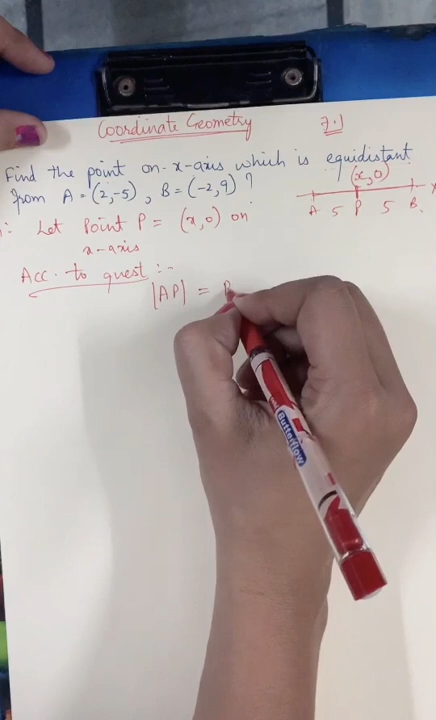 Coordinate Geometry 7.1
Find the point on x-axis which is equidistant
from A = (2,-5), B = (-2,9) ?
(x,0)
A 5 P 5 B
: Let Point P = (x,0) on
x-axis
Acc. to quest :-
|AP| =
Butterflow